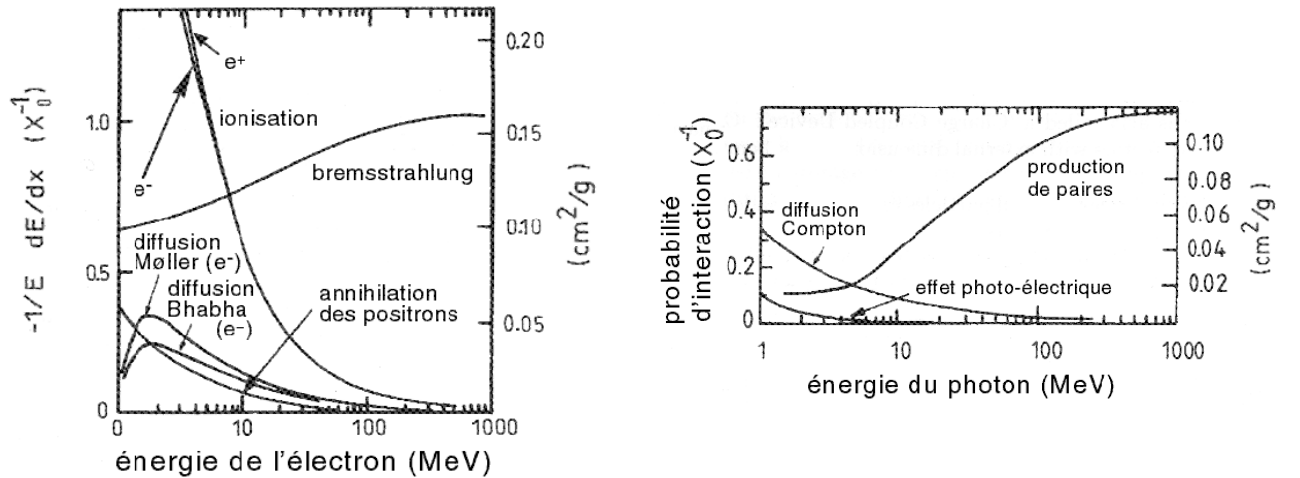 -1/E dE/dx (X₀⁻¹)
1.0
0.5
0
0.20
0.15
0.10
0.05
(cm²/g)
e⁺
ionisation
bremsstrahlung
e⁻
diffusion
Møller (e⁻)
diffusion
Bhabha
(e⁻)
annihilation
des positrons
0 10 100 1000
énergie de l'électron (MeV)
probabilité
d'interaction (X₀⁻¹)
0.6
0.4
0.2
0
0.10
0.08
0.06
0.04
0.02
(cm²/g)
production
de paires
diffusion
Compton
effet photo-électrique
1 10 100 1000
énergie du photon (MeV)